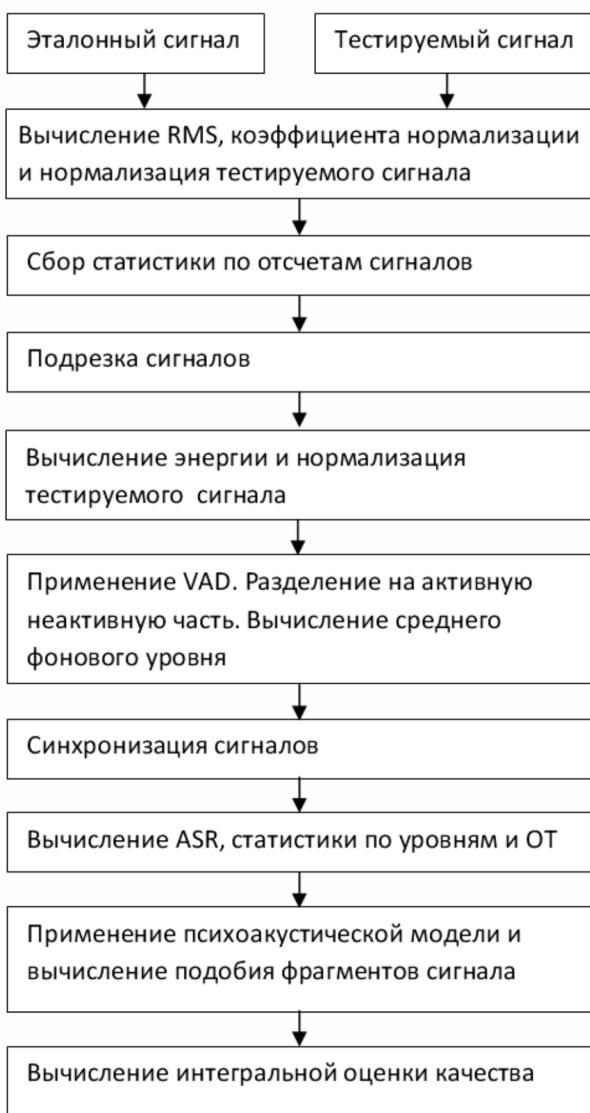 Эталонный сигнал
Тестируемый сигнал
Вычисление RMS, коэффициента нормализации
и нормализация тестируемого сигнала
Сбор статистики по отсчетам сигналов
Подрезка сигналов
Вычисление энергии и нормализация
тестируемого сигнала
Применение VAD. Разделение на активную
неактивную часть. Вычисление среднего
фонового уровня
Синхронизация сигналов
Вычисление ASR, статистики по уровням и ОТ
Применение психоакустической модели и
вычисление подобия фрагментов сигнала
Вычисление интегральной оценки качества